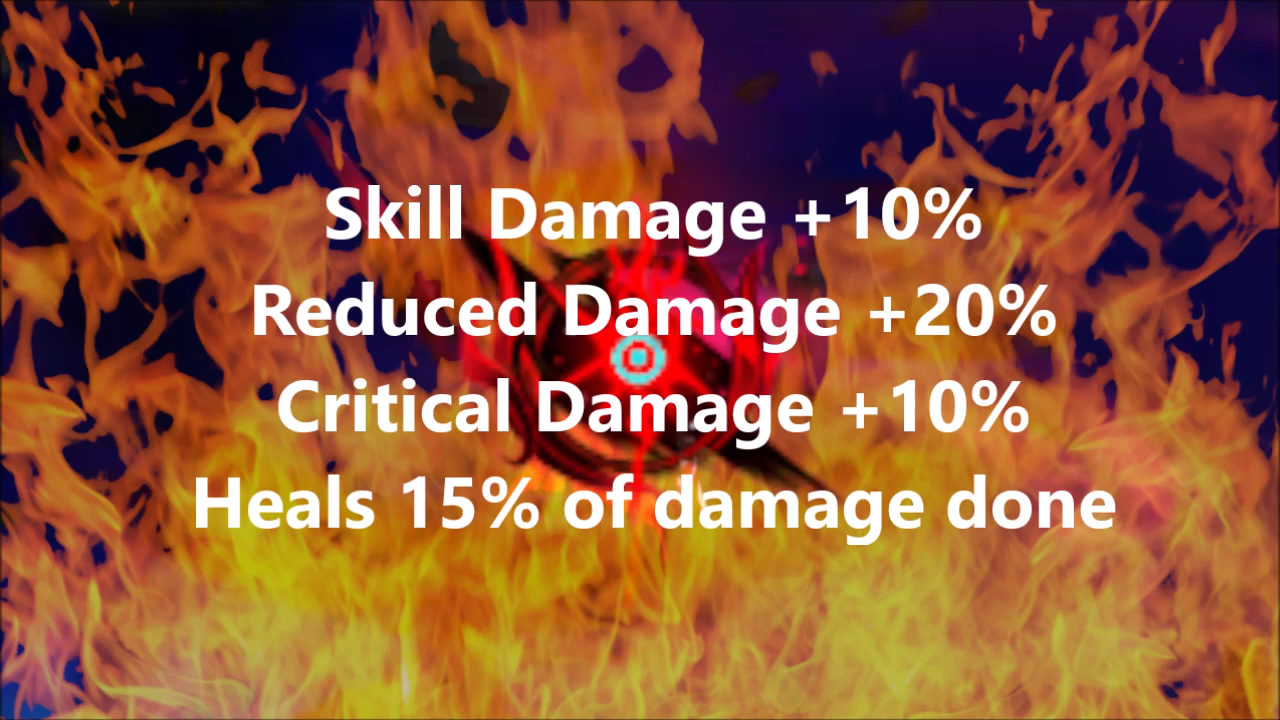 Skill Damage +10%
Reduced Damage +20%
Critical Damage +10%
Heals 15% of damage done